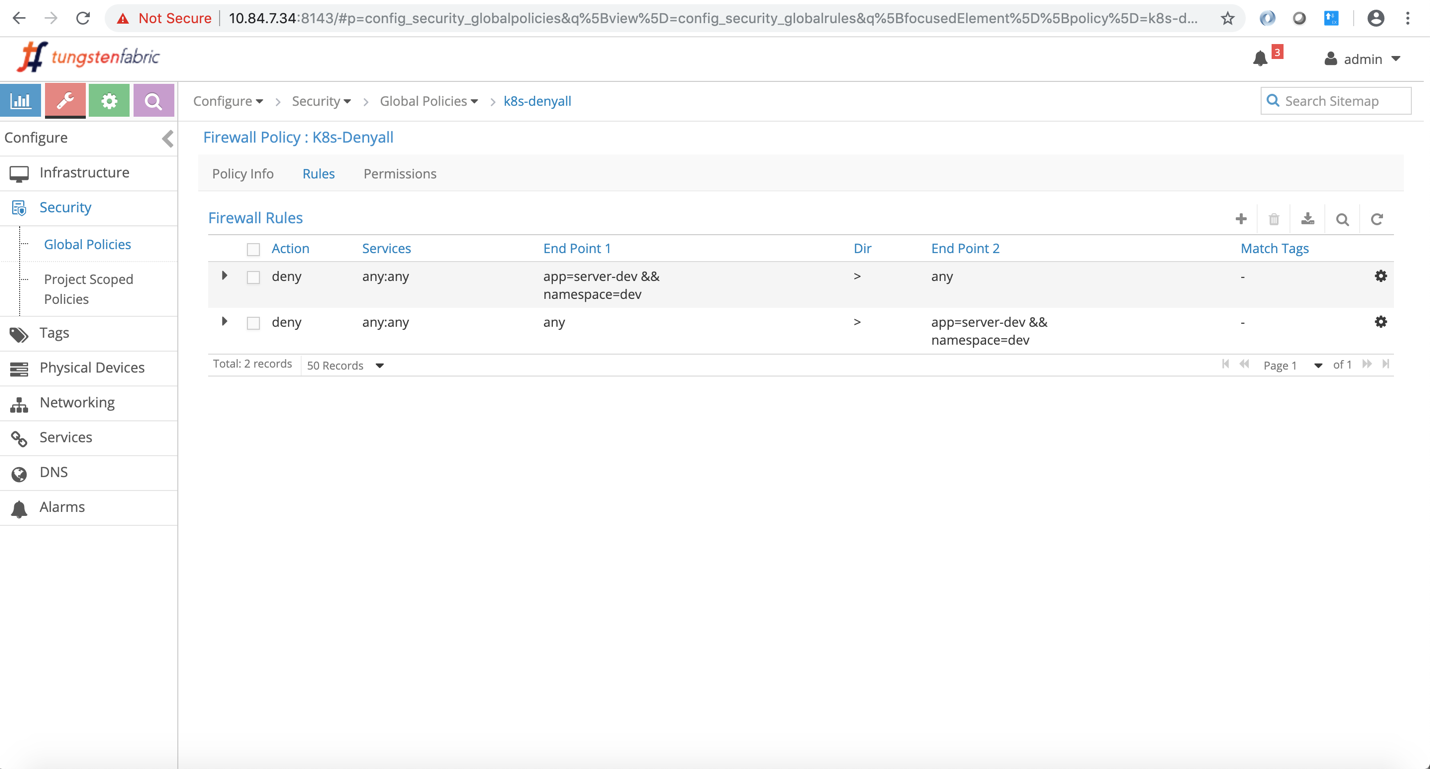 Not Secure 10.84.7.34:8143/#p=config_security_globalpolicies&q%5Bview%5D=config_security_globalrules&q%5BfocusedElement%5D%5Bpolicy%5D=k8s-d...
tungstenfabric
3
admin
Configure Security Global Policies k8s-denyall
Search Sitemap
Configure
Infrastructure
Security
Global Policies
Project Scoped
Policies
Tags
Physical Devices
Networking
Services
DNS
Alarms
Firewall Policy : K8s-Denyall
Policy Info Rules Permissions
Firewall Rules
Action Services End Point 1 Dir End Point 2 Match Tags
deny any:any app=server-dev && > any -
namespace=dev
deny any:any any > app=server-dev && -
namespace=dev
Total: 2 records 50 Records Page 1 of 1